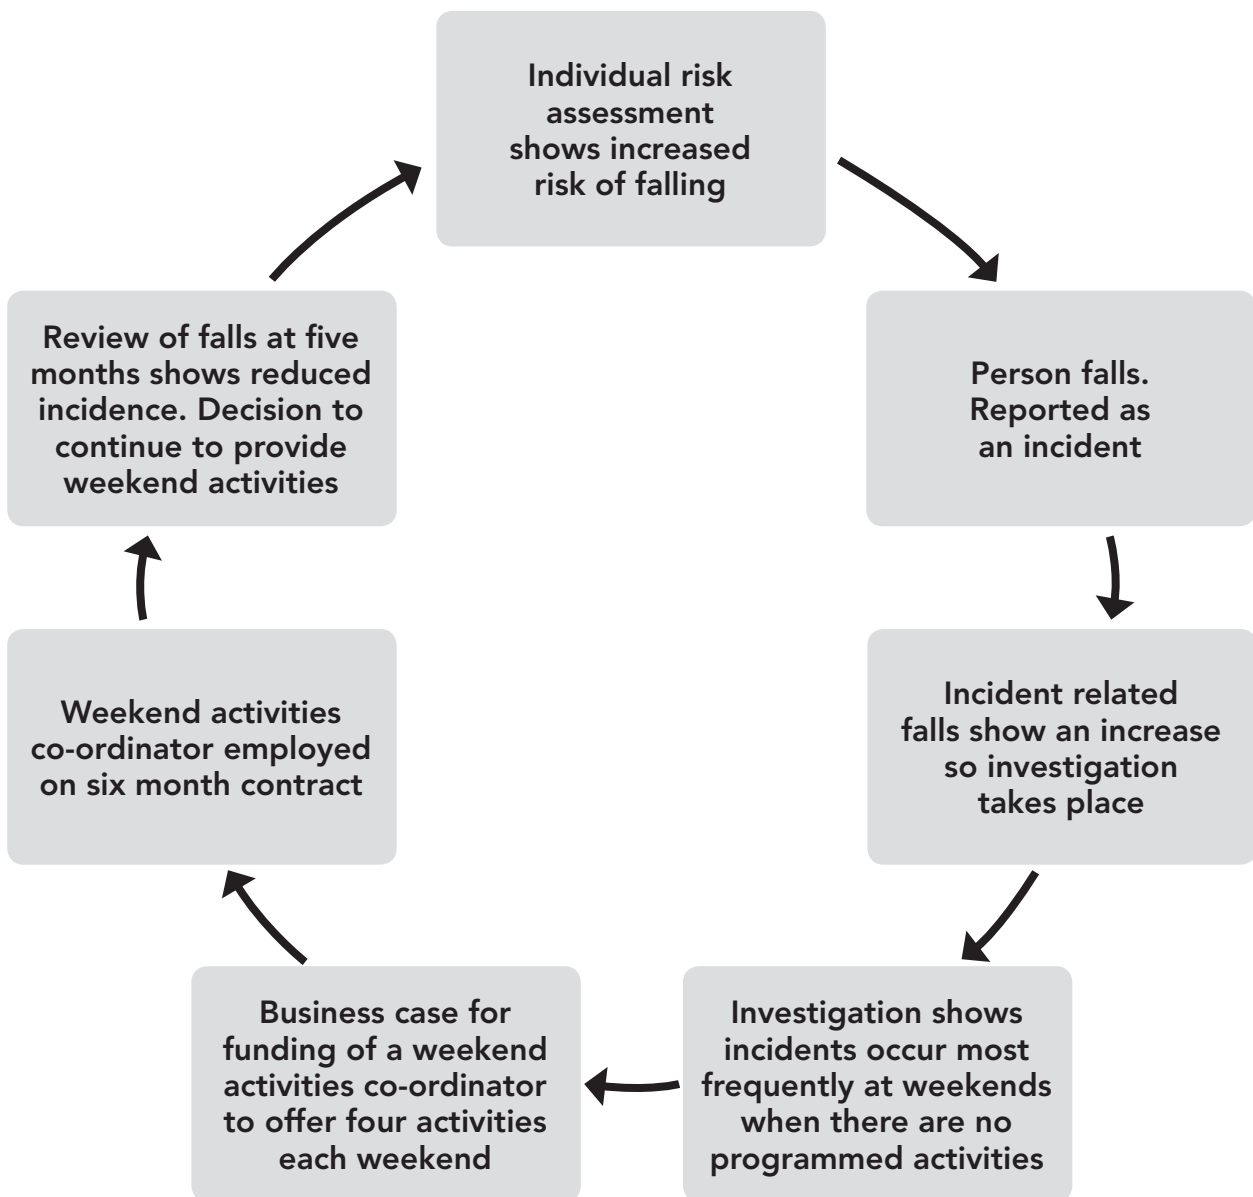 Individual risk
assessment
shows increased
risk of falling
Person falls.
Reported as
an incident
Incident related
falls show an increase
so investigation
takes place
Investigation shows
incidents occur most
frequently at weekends
when there are no
programmed activities
Business case for
funding of a weekend
activities co-ordinator
to offer four activities
each weekend
Weekend activities
co-ordinator employed
on six month contract
Review of falls at five
months shows reduced
incidence. Decision to
continue to provide
weekend activities